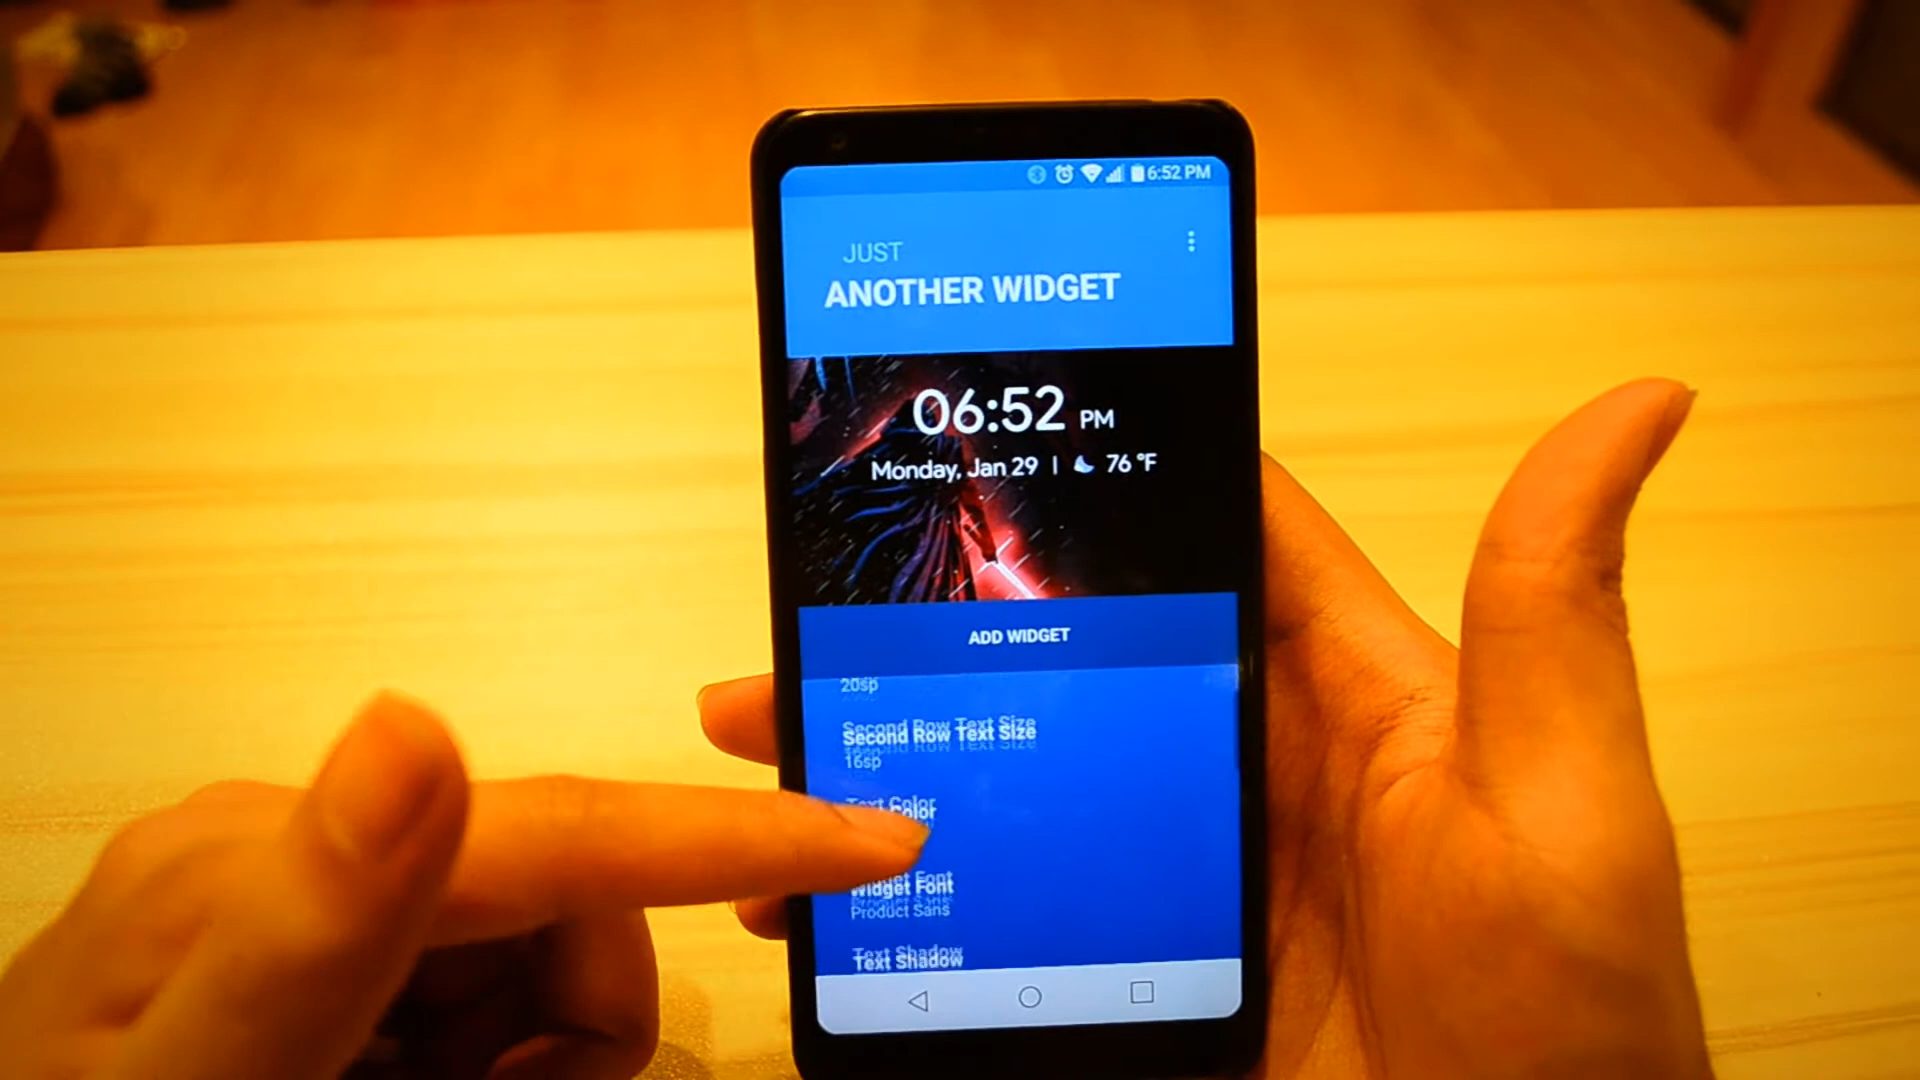 6:52 PM
JUST
ANOTHER WIDGET
06:52 PM
Monday, Jan 29 | 76 °F
ADD WIDGET
20sp
Second Row Text Size
16sp
Text Color
Widget Font
Product Sans
Text Shadow